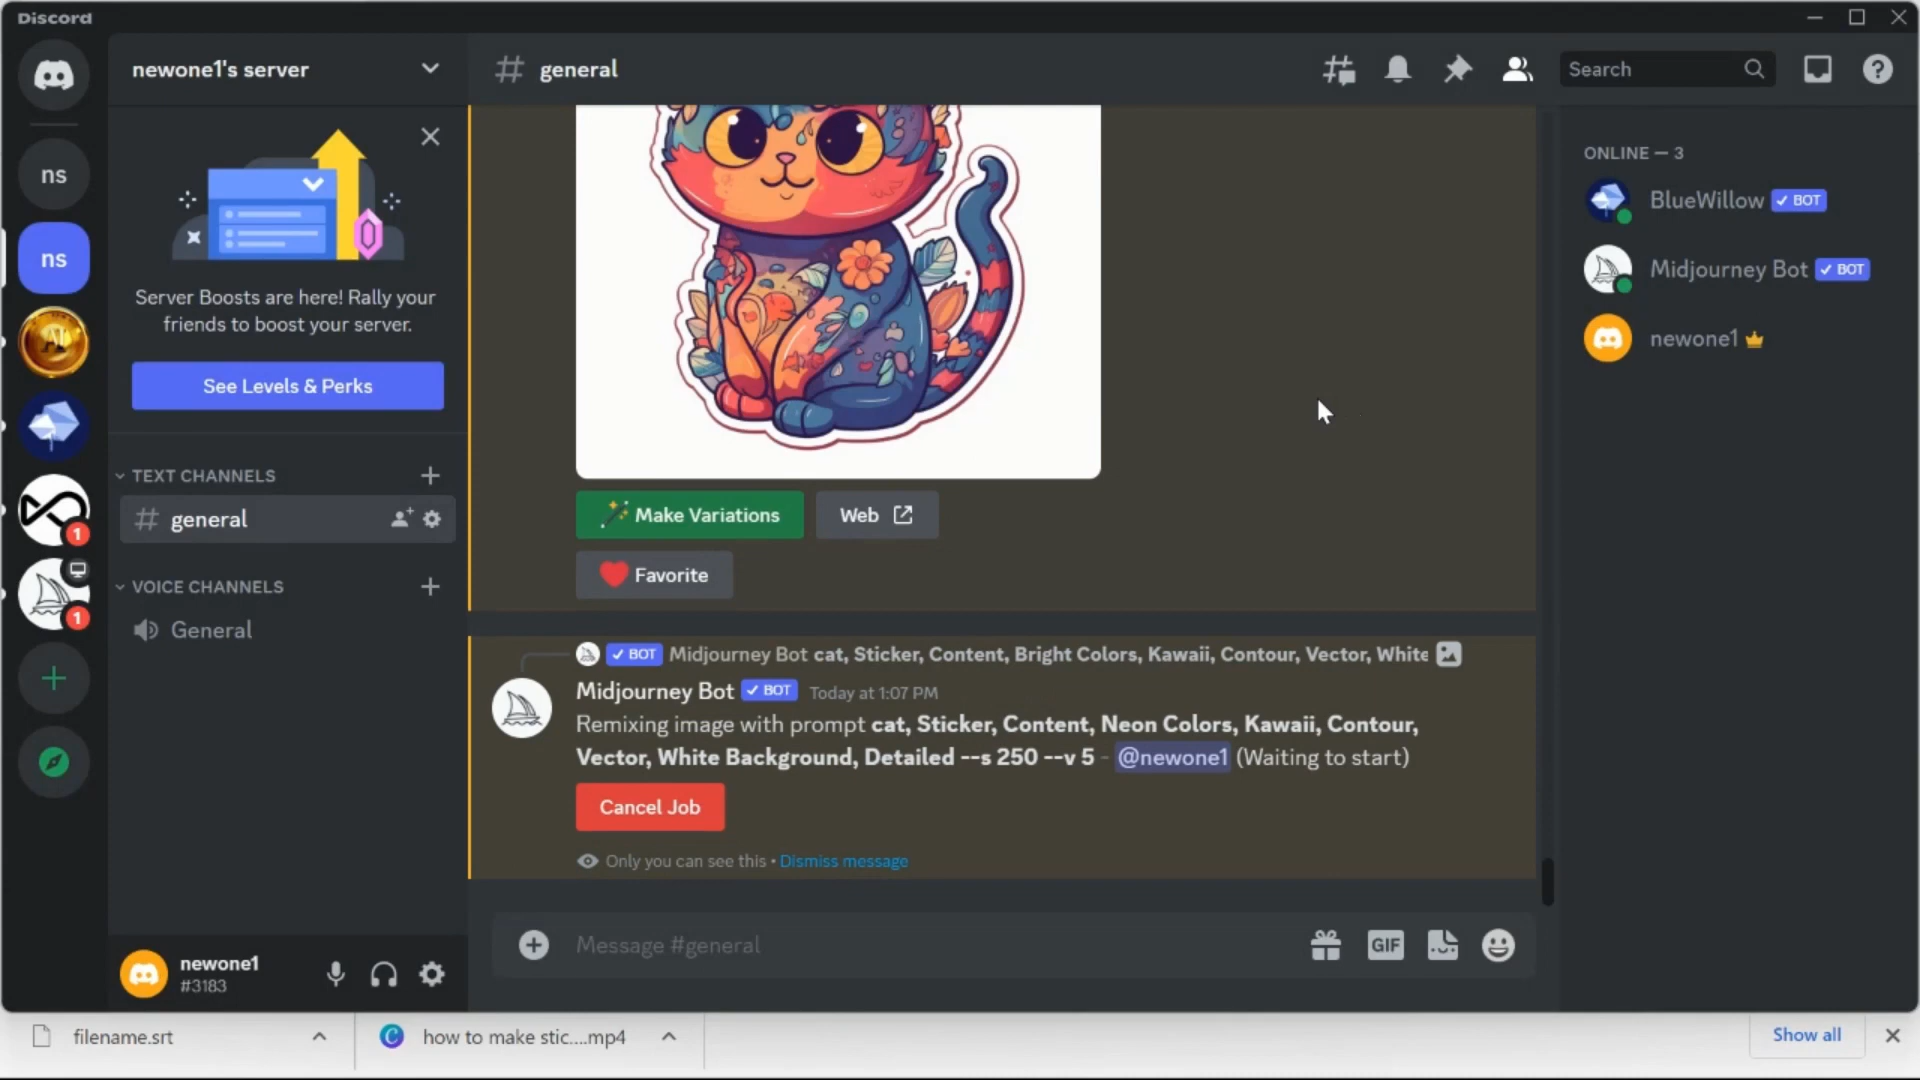 Discord
newone1's server
general
Search
ns
ns
Server Boosts are here! Rally your
friends to boost your server.
See Levels & Perks
TEXT CHANNELS
general
VOICE CHANNELS
General
1
1
newone1
#3183
Make Variations
Web
Favorite
BOT Midjourney Bot cat, Sticker, Content, Bright Colors, Kawaii, Contour, Vector, White
Midjourney Bot BOT Today at 1:07 PM
Remixing image with prompt cat, Sticker, Content, Neon Colors, Kawaii, Contour,
Vector, White Background, Detailed --s 250 --v 5 - @newone1 (Waiting to start)
Cancel Job
Only you can see this • Dismiss message
Message #general
GIF
ONLINE — 3
BlueWillow BOT
Midjourney Bot BOT
newone1
filename.srt
how to make stic....mp4
Show all